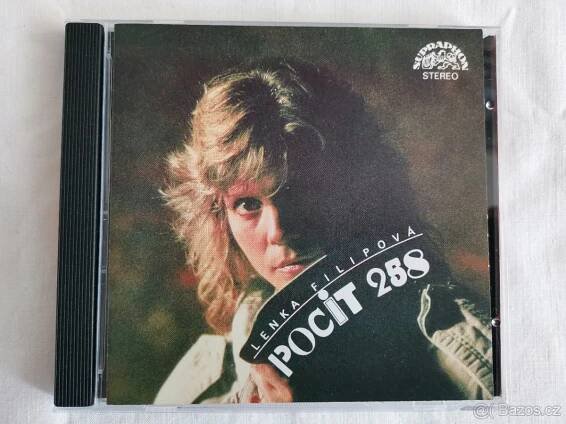 SUPRAPHON
STEREO
LENKA FILIPOVÁ
POCIT 258
Bazos.cz